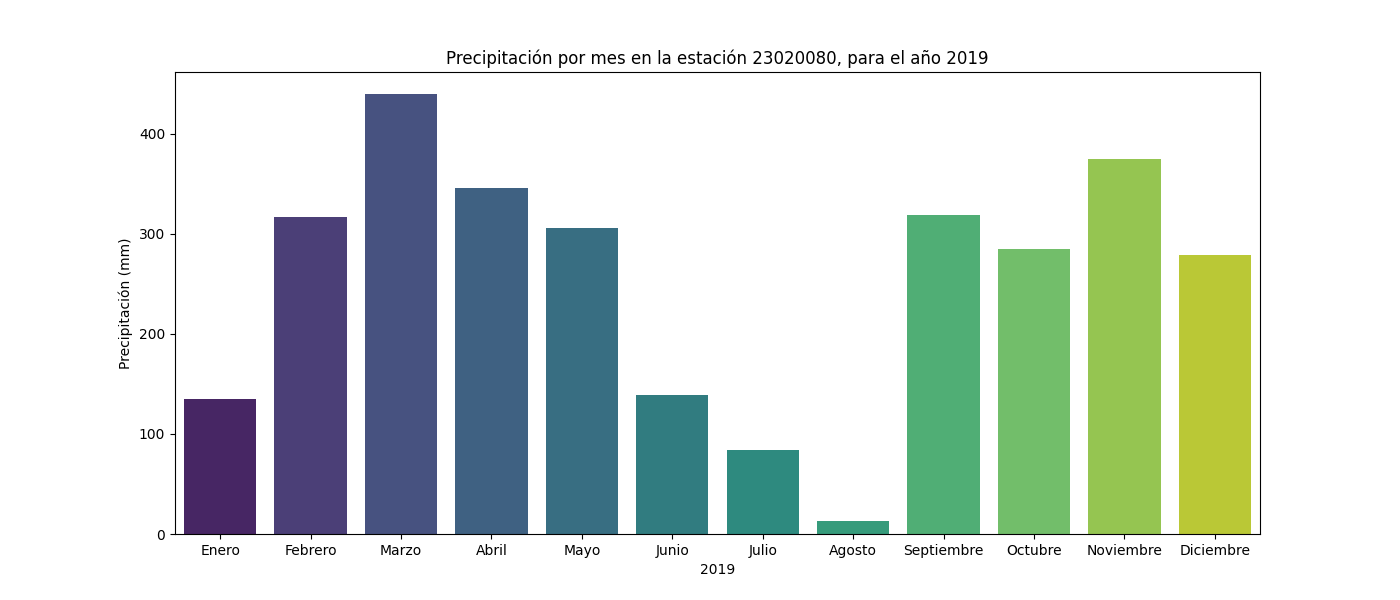 Precipitación por mes en la estación 23020080, para el año 2019
Precipitación (mm)
400
300
200
100
0
Enero Febrero Marzo Abril Mayo Junio Julio Agosto Septiembre Octubre Noviembre Diciembre
2019